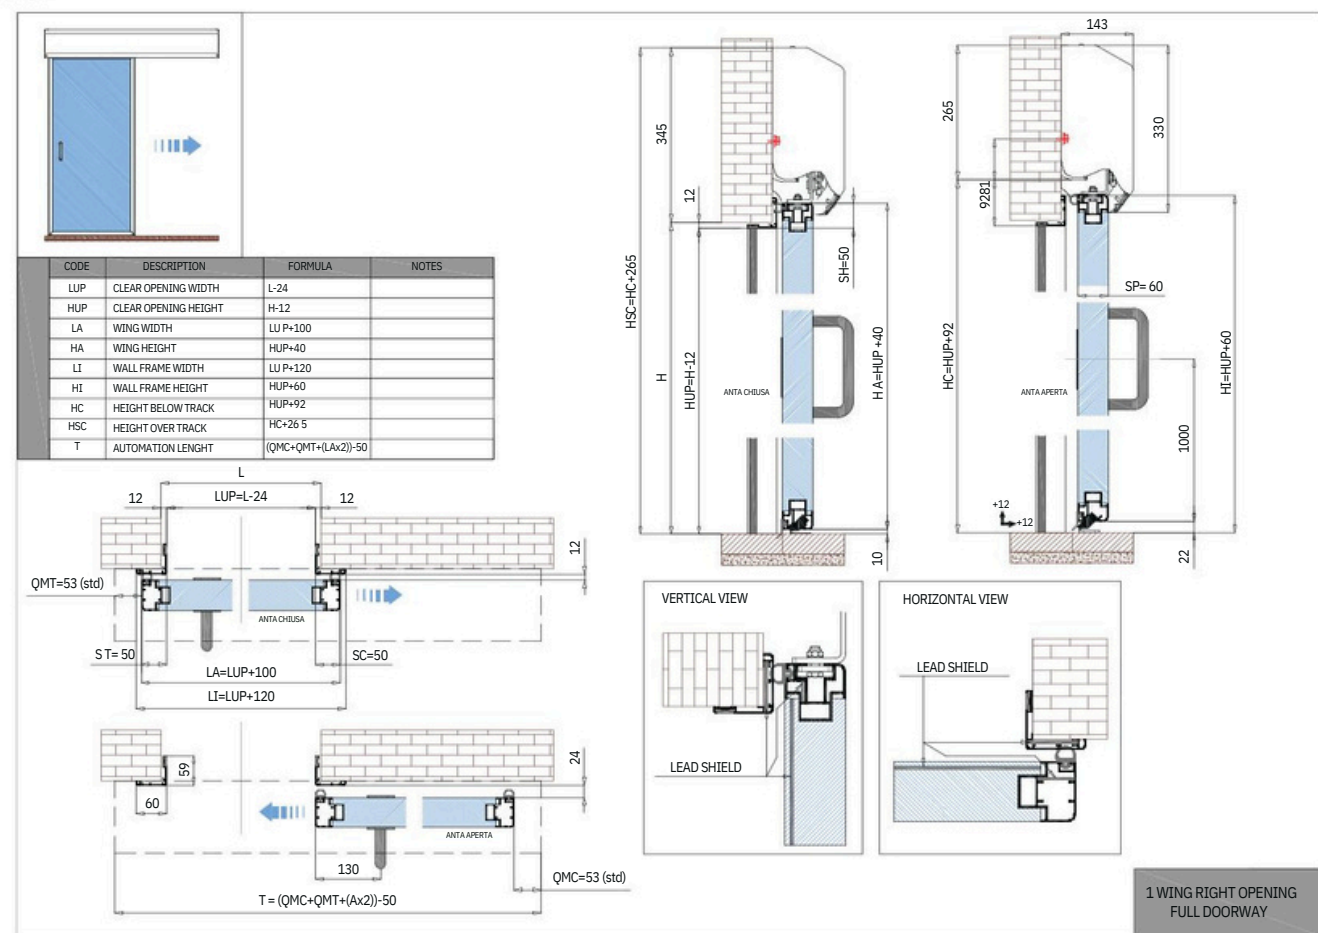 CODE DESCRIPTION FORMULA NOTES
LUP CLEAR OPENING WIDTH L-24
HUP CLEAR OPENING HEIGHT H-12
LA WING WIDTH LU P+100
HA WING HEIGHT HUP+40
LI WALL FRAME WIDTH LU P+120
HI WALL FRAME HEIGHT HUP+60
HC HEIGHT BELOW TRACK HUP+92
HSC HEIGHT OVER TRACK HC+26 5
T AUTOMATION LENGHT (QMC+QMT+(LAx2))-50
L
12 LUP=L-24 12
12
QMT=53 (std)
ANTA CHIUSA
S T= 50 SC=50
LA=LUP+100
LI=LUP+120
59
60
24
ANTA APERTA
130
QMC=53 (std)
T = (QMC+QMT+(Ax2))-50
HSC=HC+265
345
12
H
HUP=H-12
SH=50
ANTA CHIUSA
H A=HUP +40
10
143
265
330
9281
SP= 60
HC=HUP+92
ANTA APERTA
HI=HUP+60
1000
+12
+12
22
VERTICAL VIEW
LEAD SHIELD
HORIZONTAL VIEW
LEAD SHIELD
1 WING RIGHT OPENING
FULL DOORWAY